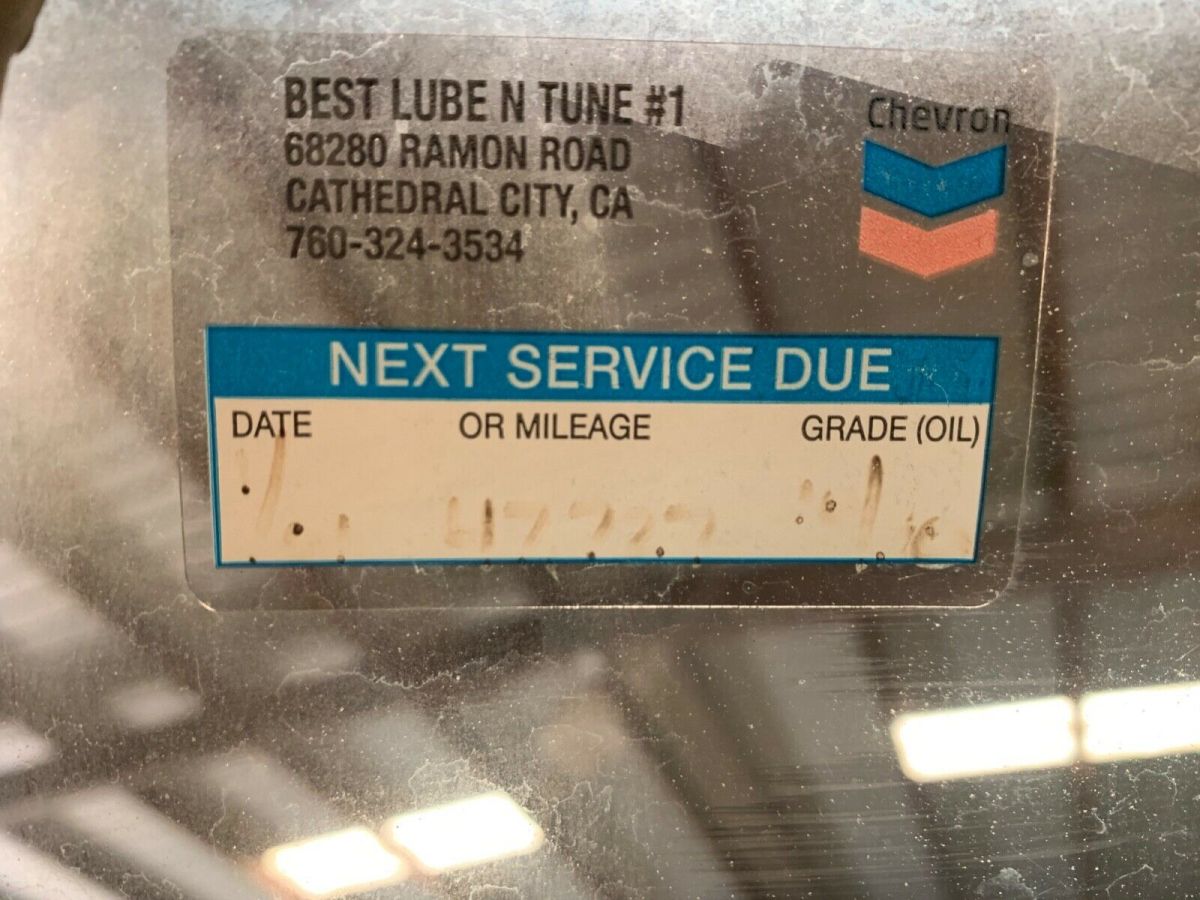 BEST LUBE N TUNE #1
68280 RAMON ROAD
CATHEDRAL CITY, CA
760-324-3534
Chevron
NEXT SERVICE DUE
DATE OR MILEAGE GRADE (OIL)